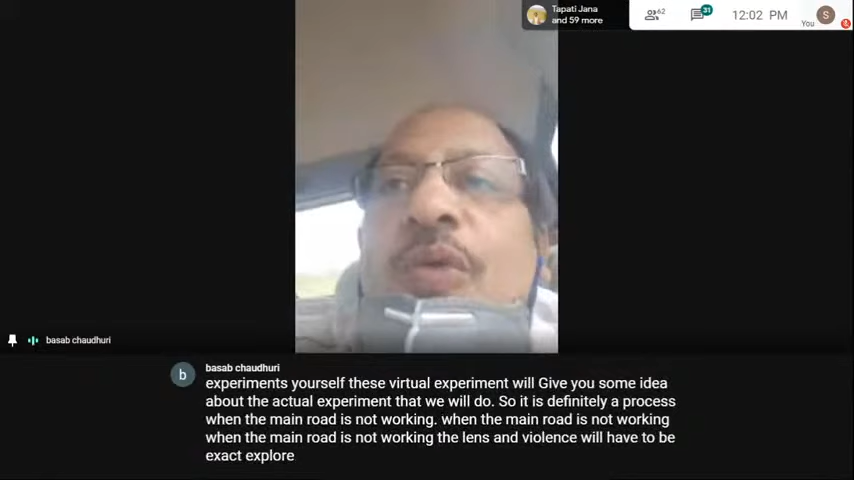 Tapati Jana
and 59 more
62
31
12:02 PM
You
S
basab chaudhuri
b
basab chaudhuri
experiments yourself these virtual experiment will Give you some idea
about the actual experiment that we will do. So it is definitely a process
when the main road is not working. when the main road is not working
when the main road is not working the lens and violence will have to be
exact explore